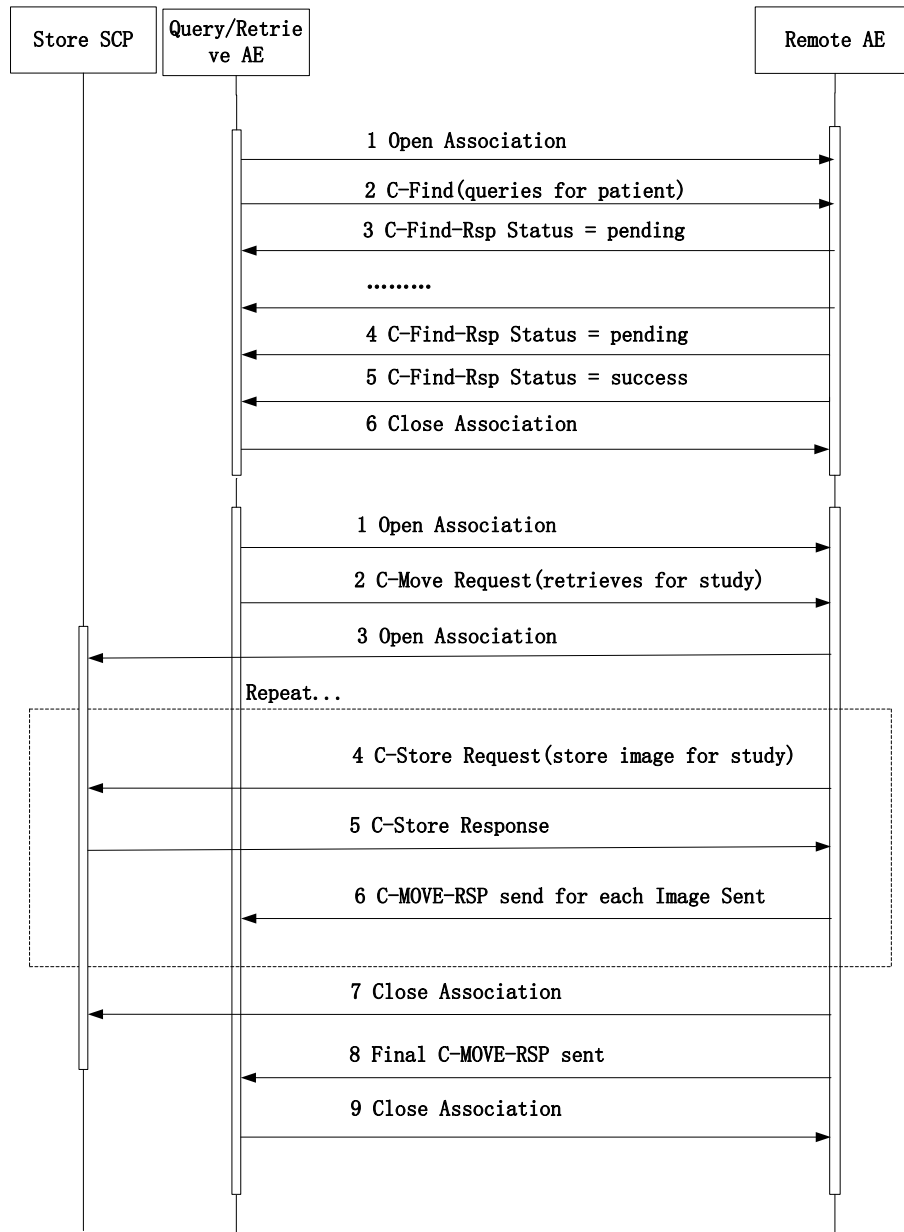 Store SCP
Query/Retrie
ve AE
Remote AE
1 Open Association
2 C-Find(queries for patient)
3 C-Find-Rsp Status = pending
.........
4 C-Find-Rsp Status = pending
5 C-Find-Rsp Status = success
6 Close Association
1 Open Association
2 C-Move Request(retrieves for study)
3 Open Association
Repeat...
4 C-Store Request(store image for study)
5 C-Store Response
6 C-MOVE-RSP send for each Image Sent
7 Close Association
8 Final C-MOVE-RSP sent
9 Close Association